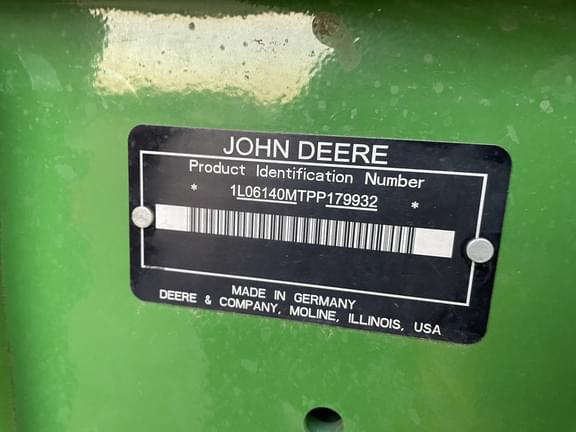 JOHN DEERE
Product Identification Number
* 1L06140MTPP179932 *
MADE IN GERMANY
DEERE & COMPANY, MOLINE, ILLINOIS, USA